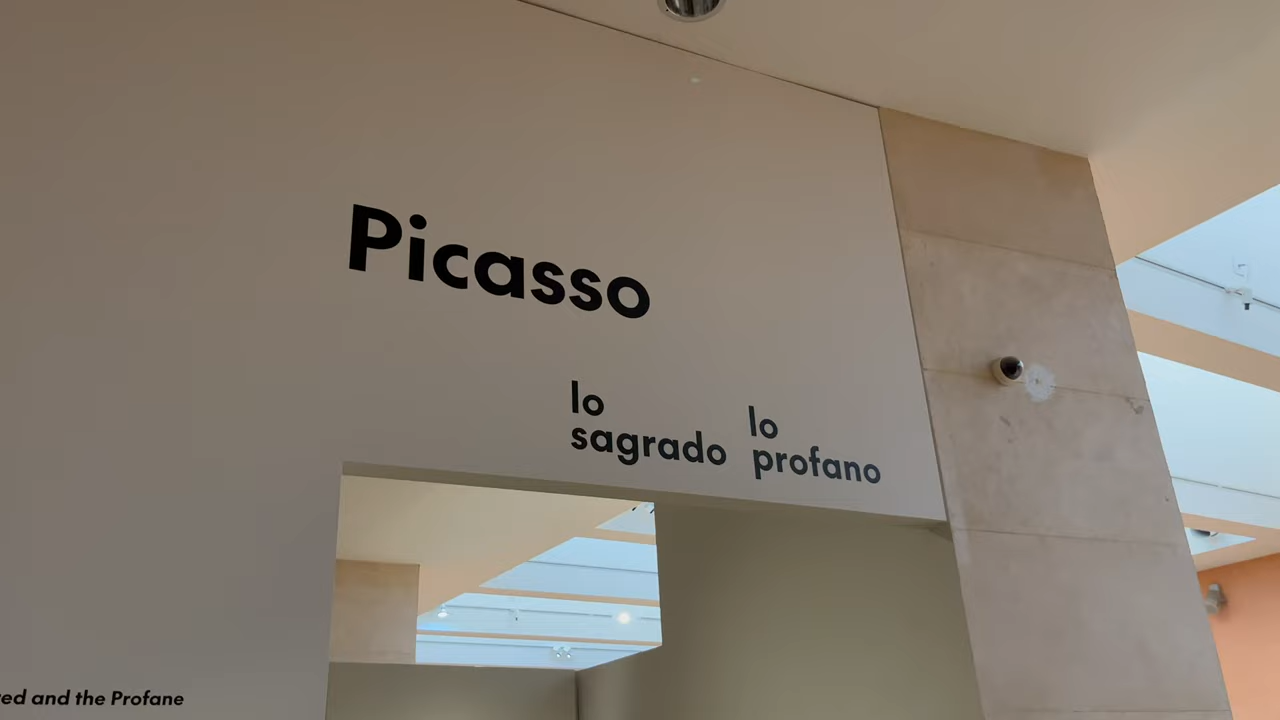 Picasso
lo
sagrado
lo
profano
and the Profane